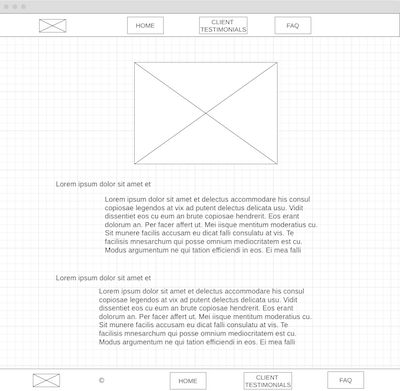 HOME
CLIENT
TESTIMONIALS
FAQ
Lorem ipsum dolor sit amet et
Lorem ipsum dolor sit amet et delectus accommodare his consul
copiosae legendos at vix ad putent delectus delicata usu. Vidit
dissentiet eos cu eum an brute copiosae hendrerit. Eos erant
dolorum an. Per facer affert ut. Mei iisque mentitum moderatius cu.
Sit munere facilis accusam eu dicat falli consulatu at vis. Te
facilisis mnesarchum qui posse omnium mediocritatem est cu.
Modus argumentum ne qui tation efficiendi in eos. Ei mea falli
Lorem ipsum dolor sit amet et
Lorem ipsum dolor sit amet et delectus accommodare his consul
copiosae legendos at vix ad putent delectus delicata usu. Vidit
dissentiet eos cu eum an brute copiosae hendrerit. Eos erant
dolorum an. Per facer affert ut. Mei iisque mentitum moderatius cu.
Sit munere facilis accusam eu dicat falli consulatu at vis. Te
facilisis mnesarchum qui posse omnium mediocritatem est cu.
Modus argumentum ne qui tation efficiendi in eos. Ei mea falli
©
HOME
CLIENT
TESTIMONIALS
FAQ